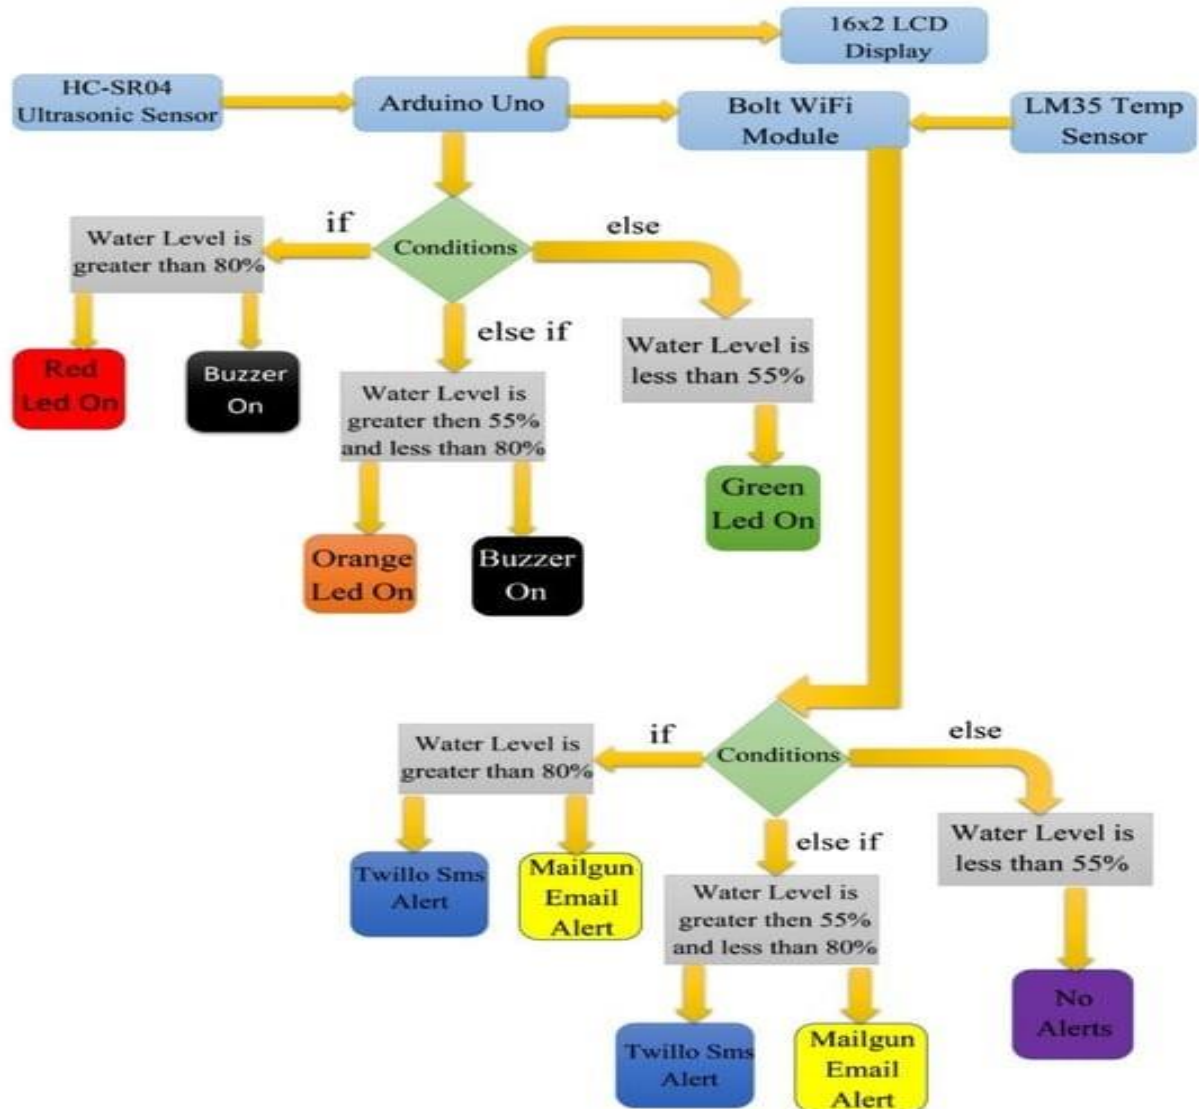 16x2 LCD
Display
HC-SR04
Ultrasonic Sensor
Arduino Uno
Bolt WiFi
Module
LM35 Temp
Sensor
if
Conditions
else
Water Level is
greater than 80%
else if
Water Level is
less than 55%
Red
Led On
Buzzer
On
Water Level is
greater then 55%
and less than 80%
Green
Led On
Orange
Led On
Buzzer
On
if
Conditions
else
Water Level is
greater than 80%
else if
Water Level is
less than 55%
Twillo Sms
Alert
Mailgun
Email
Alert
Water Level is
greater then 55%
and less than 80%
No
Alerts
Twillo Sms
Alert
Mailgun
Email
Alert